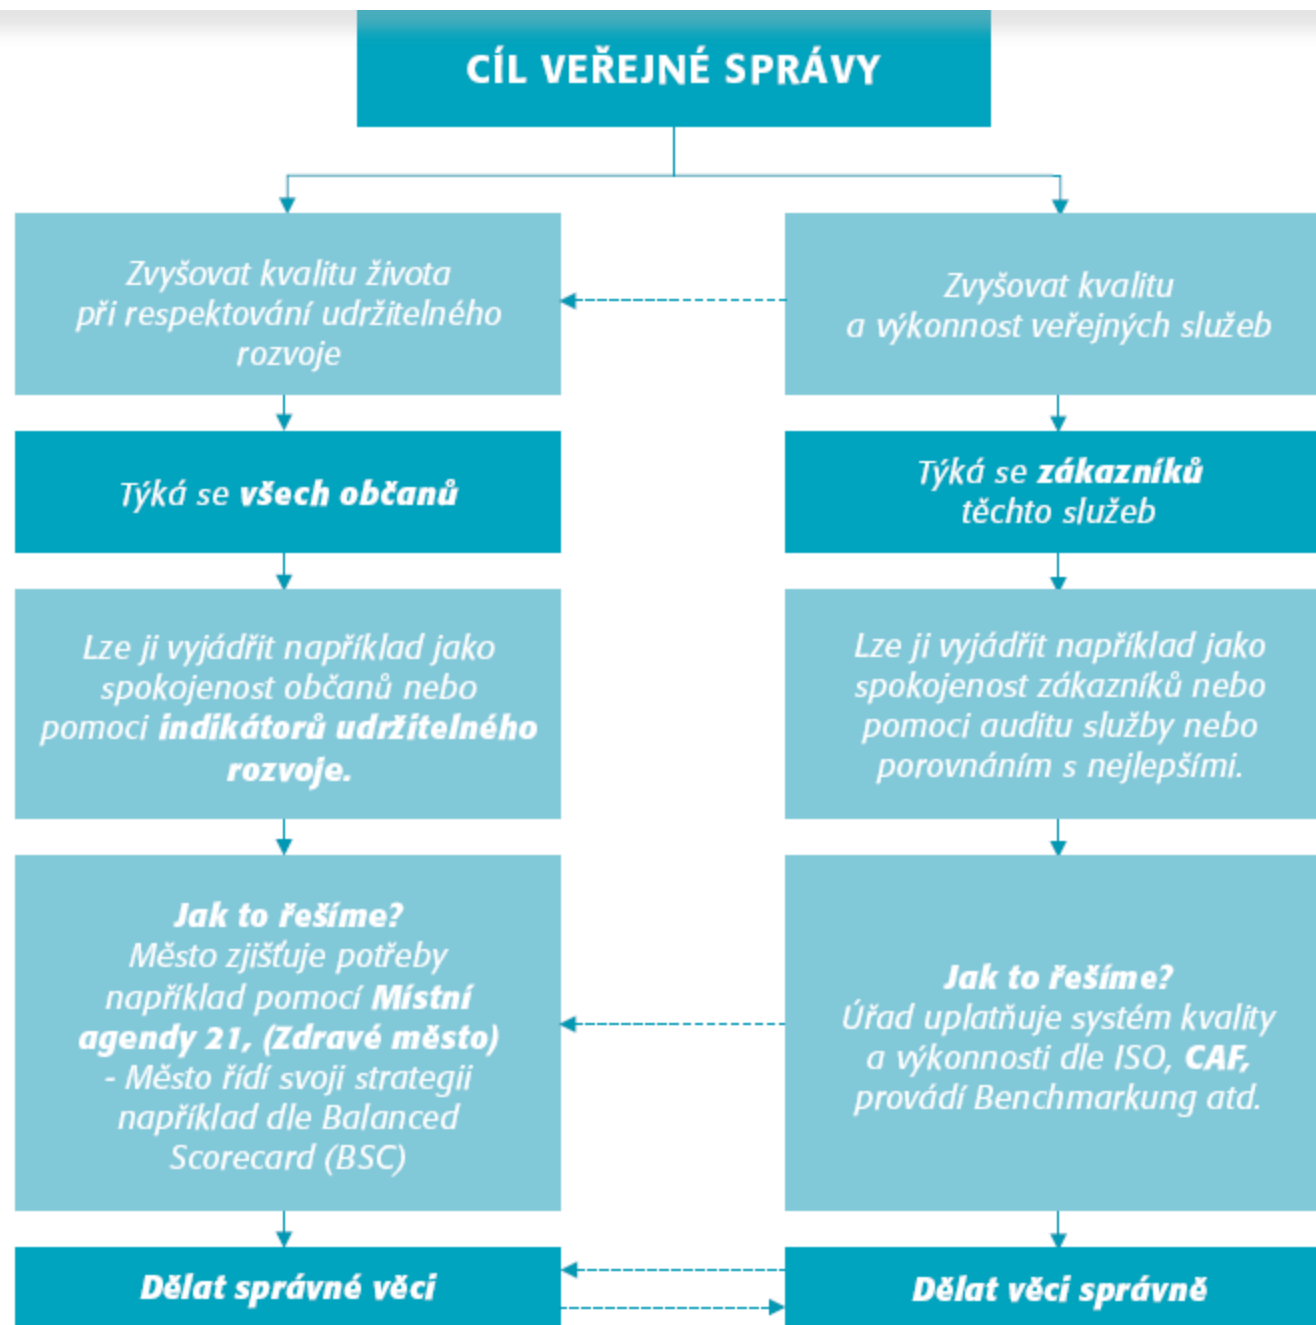 CÍL VEŘEJNÉ SPRÁVY
Zvyšovat kvalitu života
při respektování udržitelného
rozvoje
Týká se všech občanů
Lze ji vyjádřit například jako
spokojenost občanů nebo
pomoci indikátorů udržitelného
rozvoje.
Jak to řešíme?
Město zjišťuje potřeby
například pomocí Místní
agendy 21, (Zdravé město)
- Město řídí svoji strategii
například dle Balanced
Scorecard (BSC)
Dělat správné věci
Zvyšovat kvalitu
a výkonnost veřejných služeb
Týká se zákazníků
těchto služeb
Lze ji vyjádřit například jako
spokojenost zákazníků nebo
pomoci auditu služby nebo
porovnáním s nejlepšími.
Jak to řešíme?
Úřad uplatňuje systém kvality
a výkonnosti dle ISO, CAF,
provádí Benchmarkung atd.
Dělat věci správně